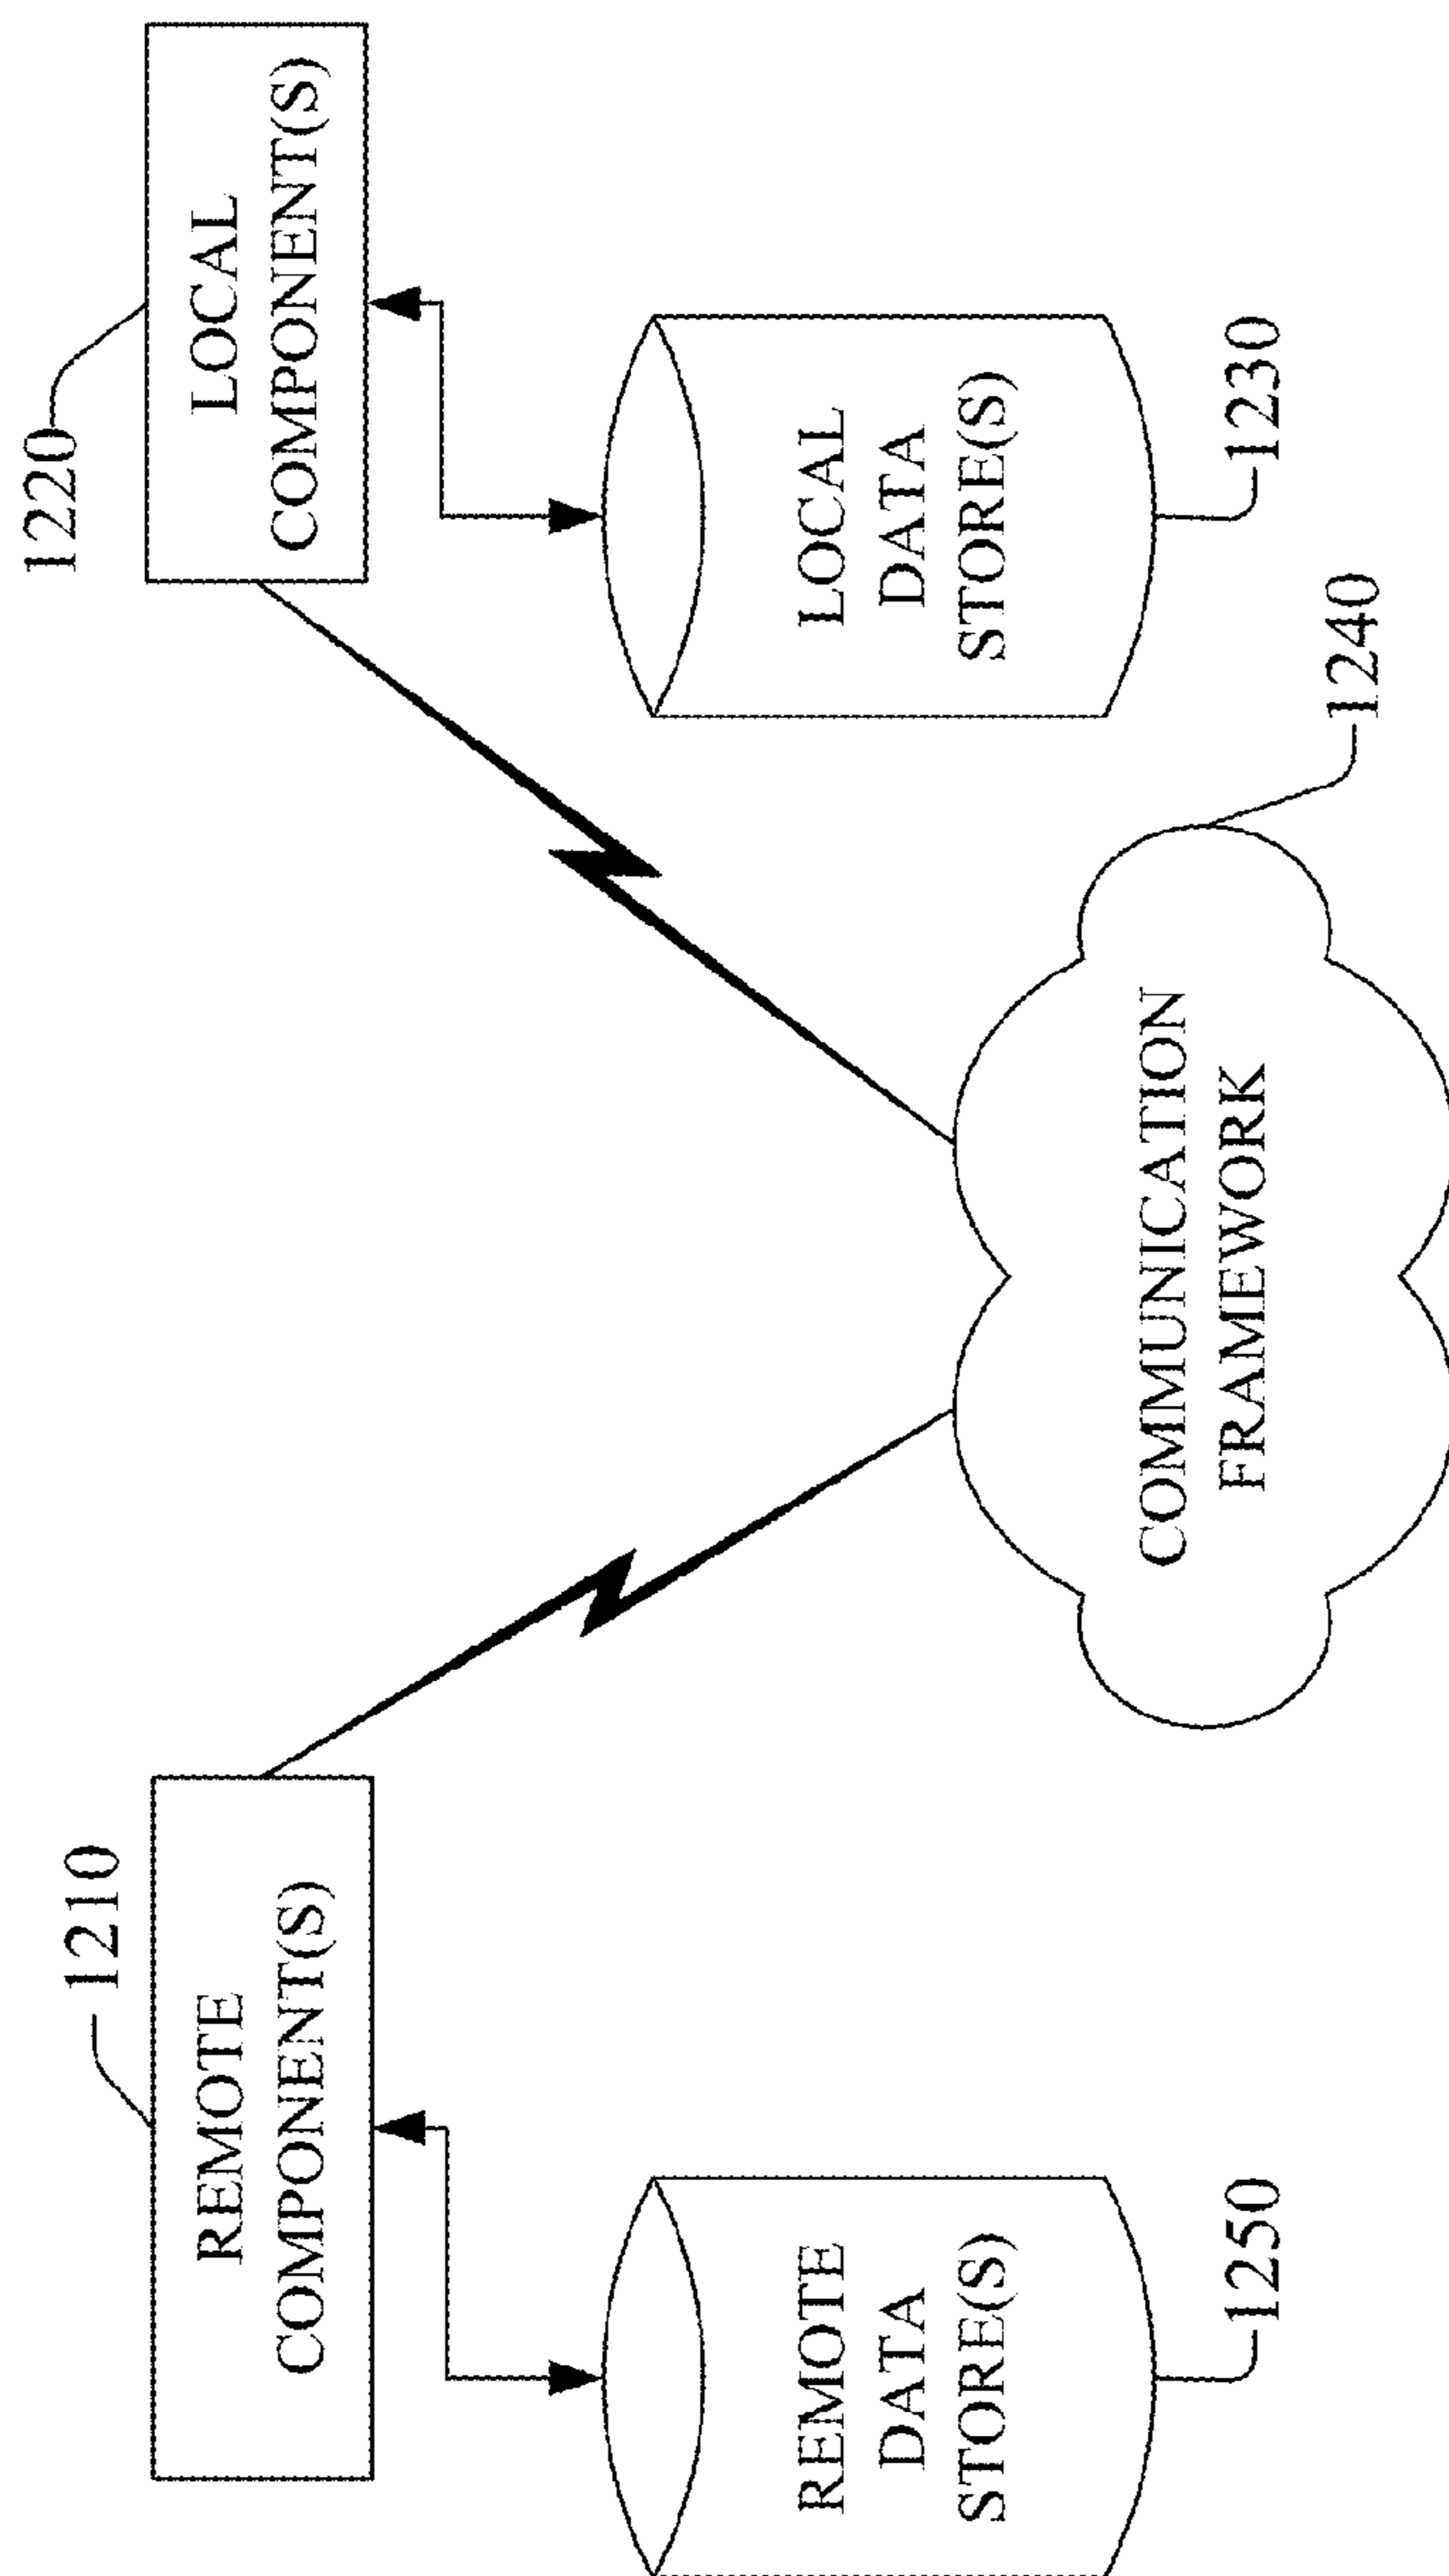 1210
REMOTE
COMPONENT(S)
1220
LOCAL
COMPONENT(S)
REMOTE
DATA
STORE(S)
1250
LOCAL
DATA
STORE(S)
1230
COMMUNICATION
FRAMEWORK
1240